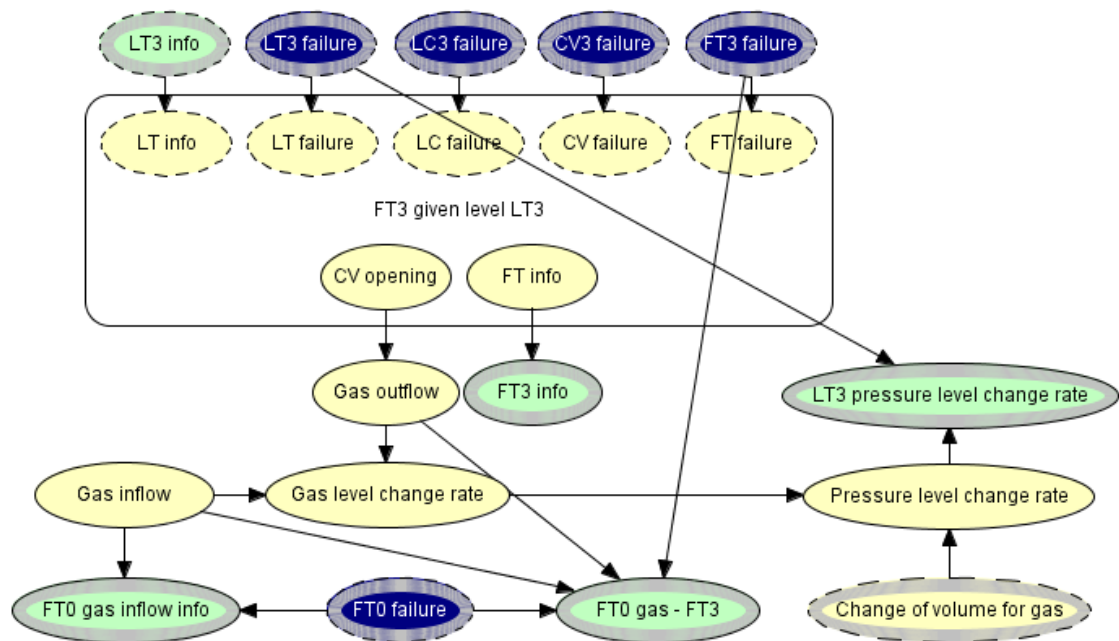 LT3 info
LT3 failure
LC3 failure
CV3 failure
FT3 failure
LT info
LT failure
LC failure
CV failure
FT failure
FT3 given level LT3
CV opening
FT info
Gas outflow
FT3 info
LT3 pressure level change rate
Gas inflow
Gas level change rate
Pressure level change rate
FT0 gas inflow info
FT0 failure
FT0 gas - FT3
Change of volume for gas